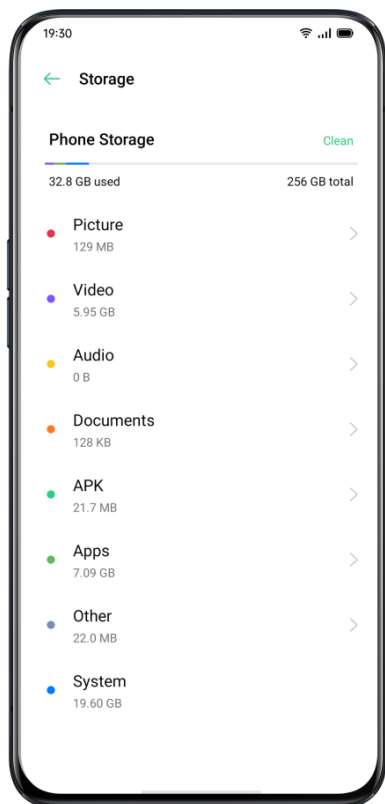 19:30
Storage
Phone Storage Clean
32.8 GB used 256 GB total
Picture
129 MB
Video
5.95 GB
Audio
0 B
Documents
128 KB
APK
21.7 MB
Apps
7.09 GB
Other
22.0 MB
System
19.60 GB